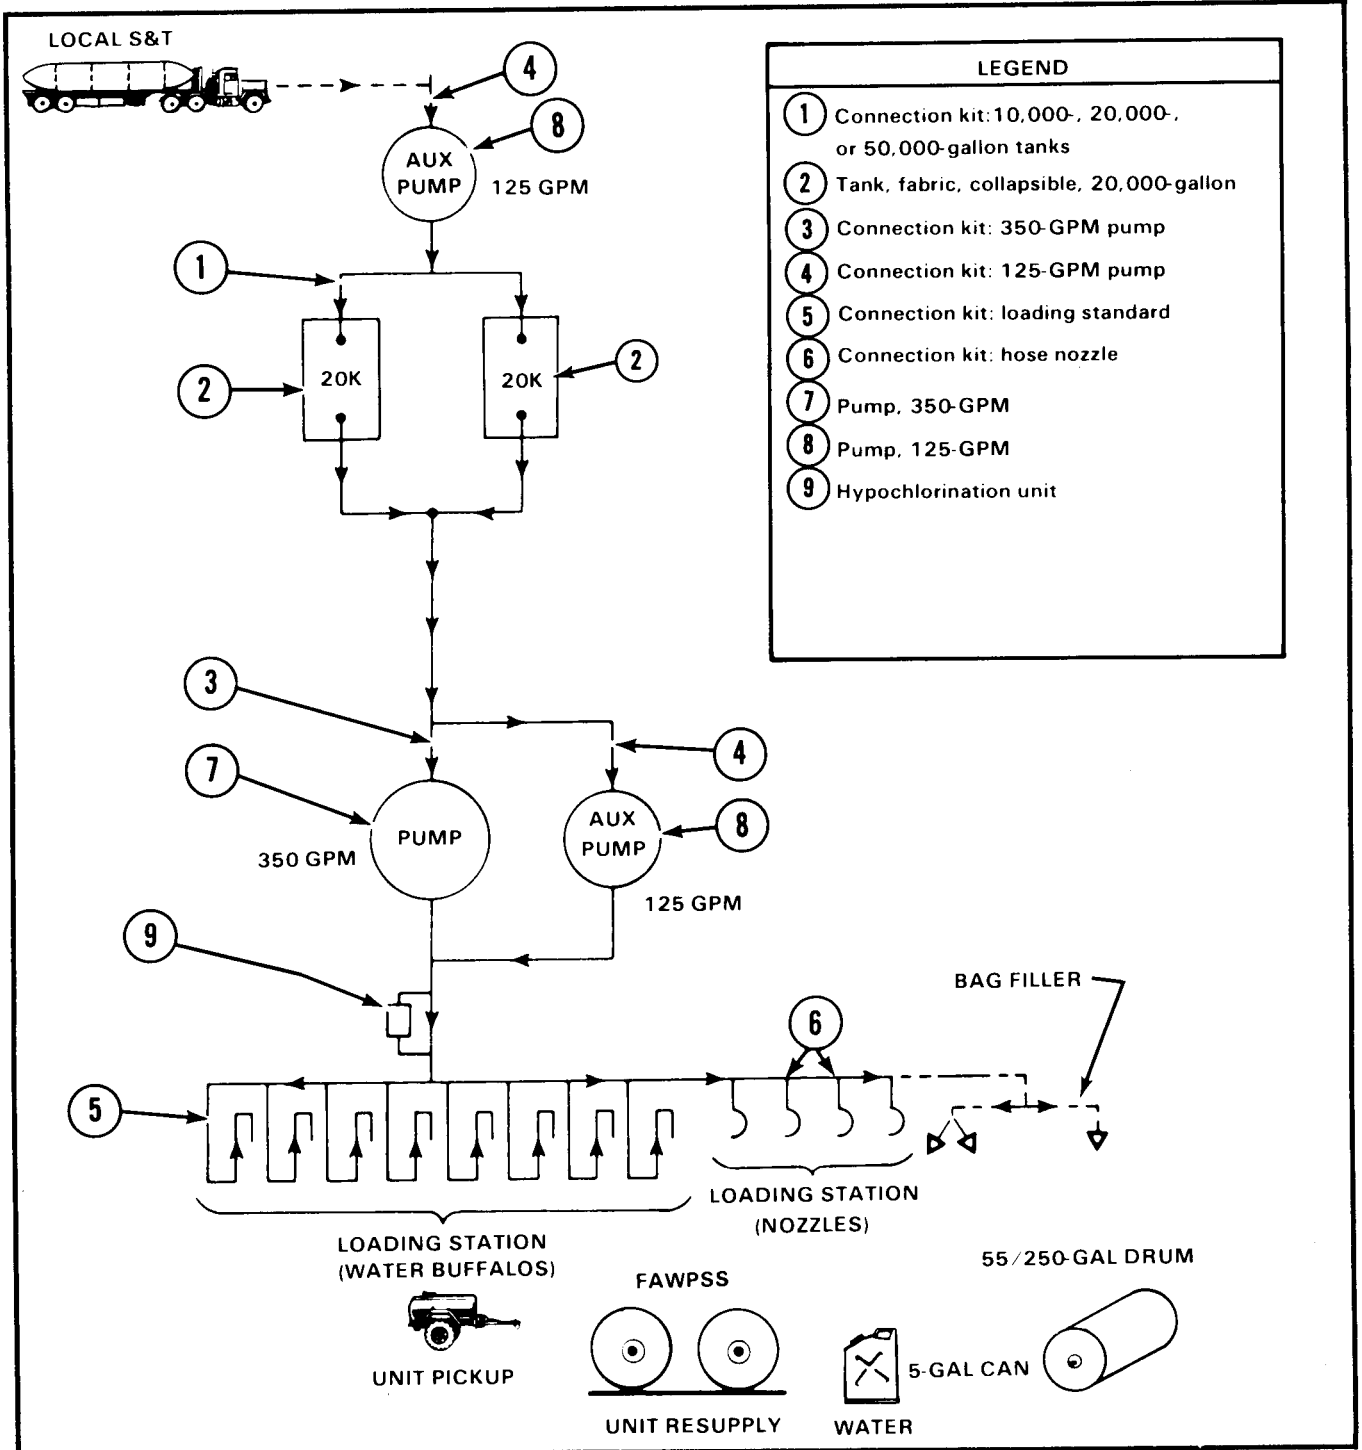 LOCAL S&T
4
8
AUX
PUMP
125 GPM
1
20K
20K
2
2
LEGEND
1 Connection kit: 10,000-, 20,000-,
or 50,000-gallon tanks
2 Tank, fabric, collapsible, 20,000-gallon
3 Connection kit: 350-GPM pump
4 Connection kit: 125-GPM pump
5 Connection kit: loading standard
6 Connection kit: hose nozzle
7 Pump, 350-GPM
8 Pump, 125-GPM
9 Hypochlorination unit
3
4
7
PUMP
350 GPM
AUX
PUMP
8
125 GPM
9
BAG FILLER
6
5
LOADING STATION
(WATER BUFFALOS)
LOADING STATION
(NOZZLES)
UNIT PICKUP
FAWPSS
UNIT RESUPPLY
5-GAL CAN
WATER
55/250-GAL DRUM